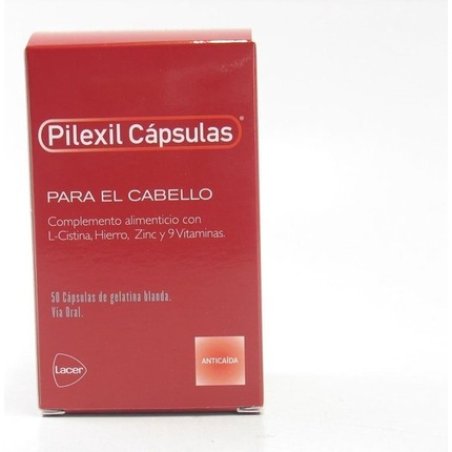 Pilexil Cápsulas®
PARA EL CABELLO
Complemento alimenticio con
L-Cistina, Hierro, Zinc y 9 Vitaminas.
50 Cápsulas de gelatina blanda.
Vía Oral.
ANTICAÍDA
Lacer